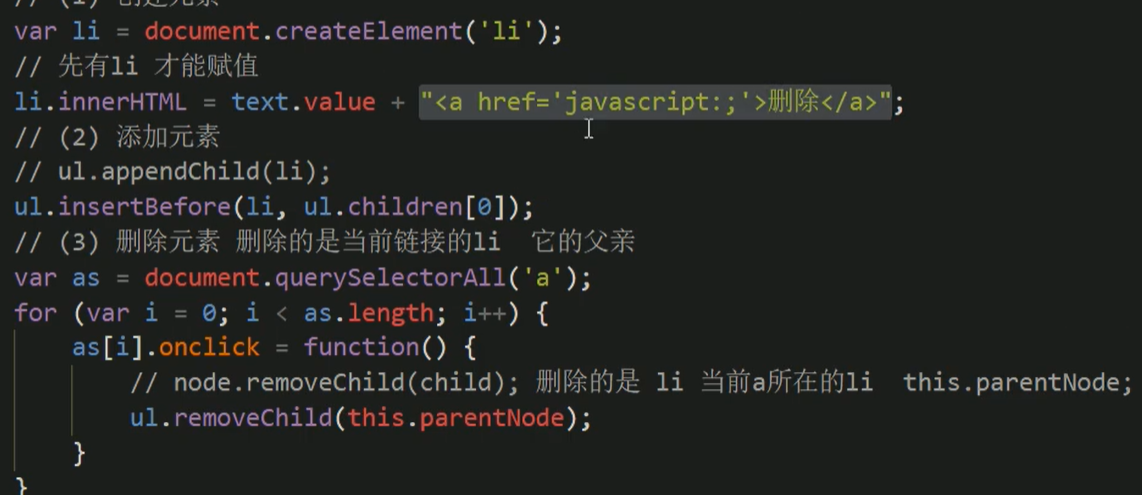 // (1) 创建元素
var li = document.createElement('li');
// 先有li 才能赋值
li.innerHTML = text.value + "<a href='javascript:;'>删除</a>";
// (2) 添加元素
// ul.appendChild(li);
ul.insertBefore(li, ul.children[0]);
// (3) 删除元素 删除的是当前链接的li  它的父亲
var as = document.querySelectorAll('a');
for (var i = 0; i < as.length; i++) {
    as[i].onclick = function() {
        // node.removeChild(child); 删除的是 li 当前a所在的li  this.parentNode;
        ul.removeChild(this.parentNode);
    }
}